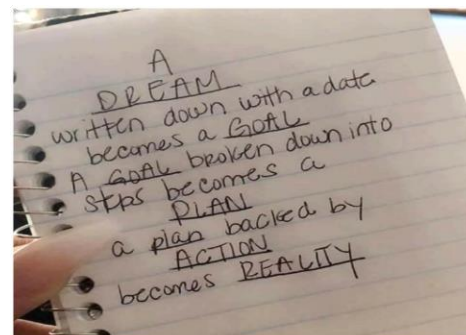 A
DREAM
written down with a date
becomes a GOAL
A GOAL broken down into
steps becomes a
PLAN
a plan backed by
ACTION
becomes REALITY